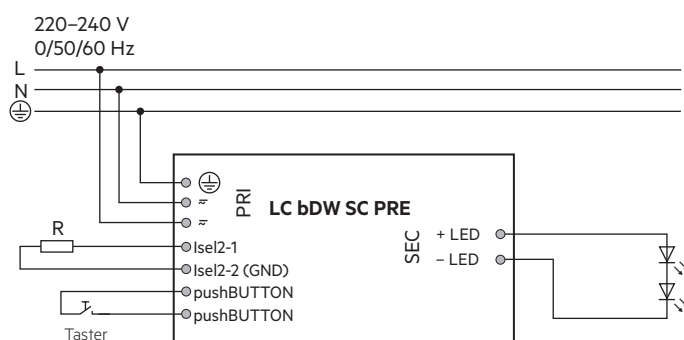 220–240 V
0/50/60 Hz
L
N
PRI
LC bDW SC PRE
R
Isel2-1
Isel2-2 (GND)
pushBUTTON
pushBUTTON
Taster
SEC
+ LED
– LED